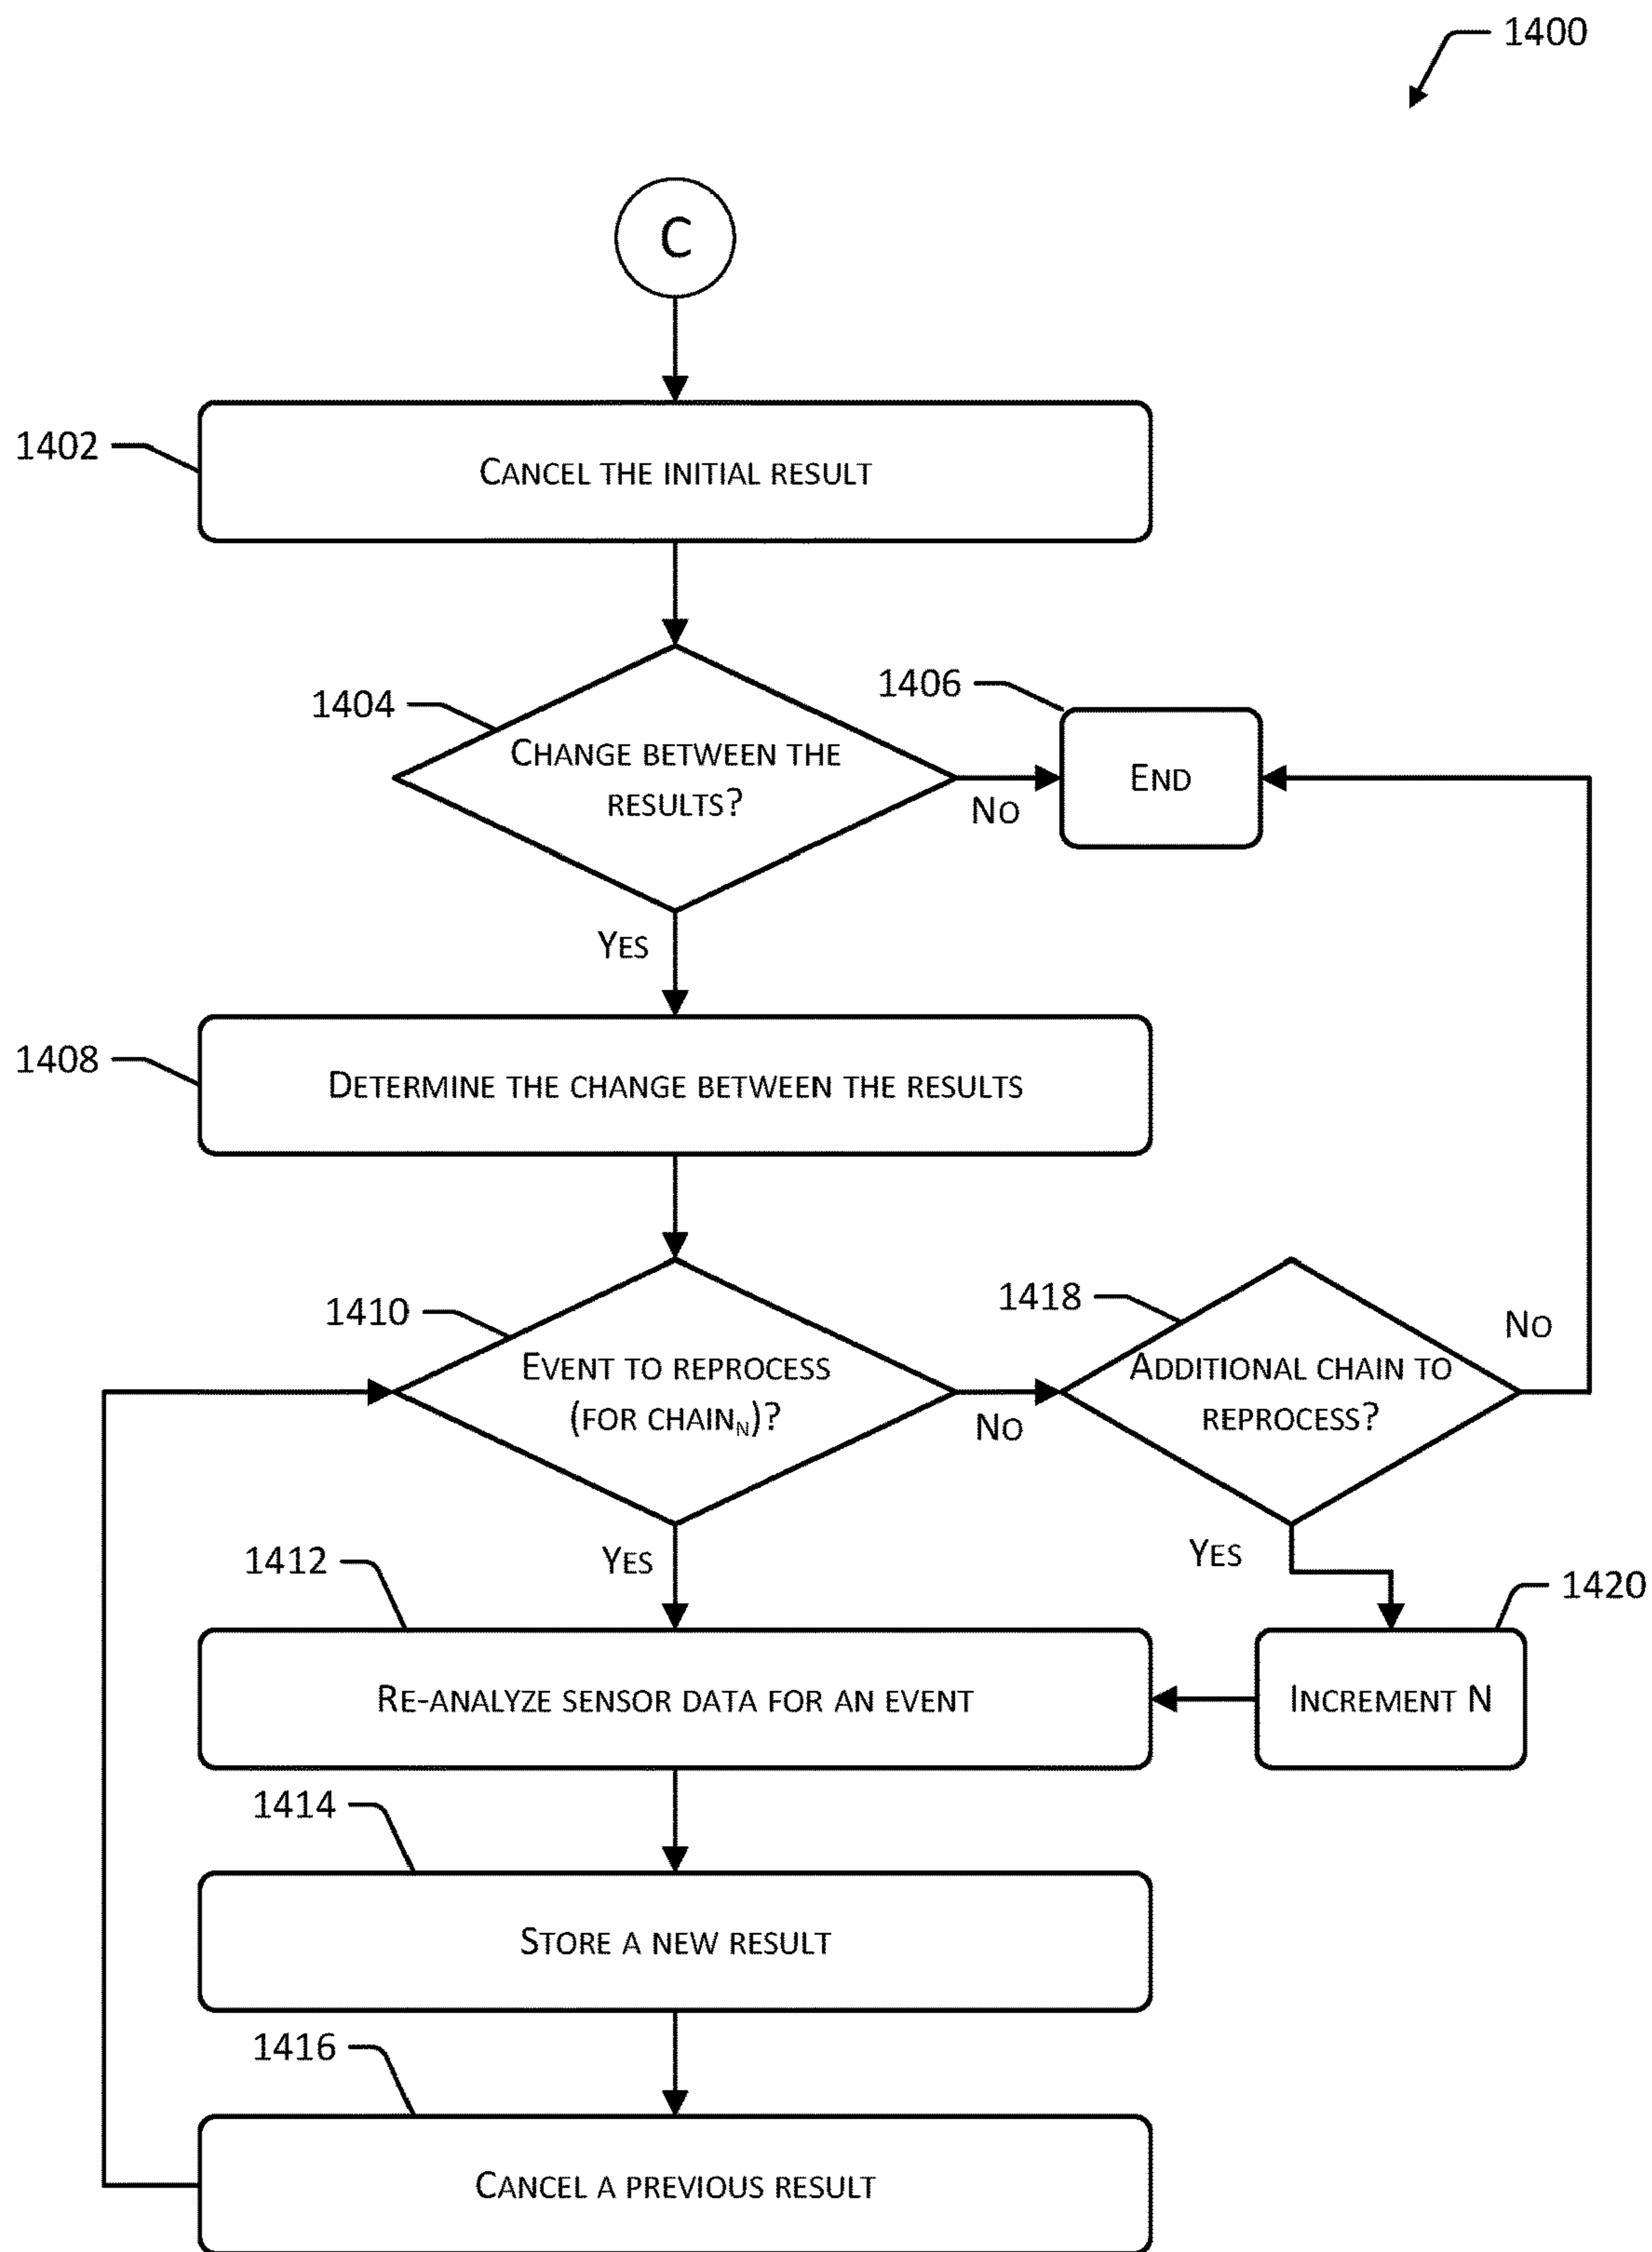 1400
C
1402
CANCEL THE INITIAL RESULT
1404
CHANGE BETWEEN THE
RESULTS?
1406
END
NO
YES
1408
DETERMINE THE CHANGE BETWEEN THE RESULTS
1410
EVENT TO REPROCESS
(FOR CHAINN)?
NO
1418
ADDITIONAL CHAIN TO
REPROCESS?
NO
YES
YES
1412
RE-ANALYZE SENSOR DATA FOR AN EVENT
1420
INCREMENT N
1414
STORE A NEW RESULT
1416
CANCEL A PREVIOUS RESULT